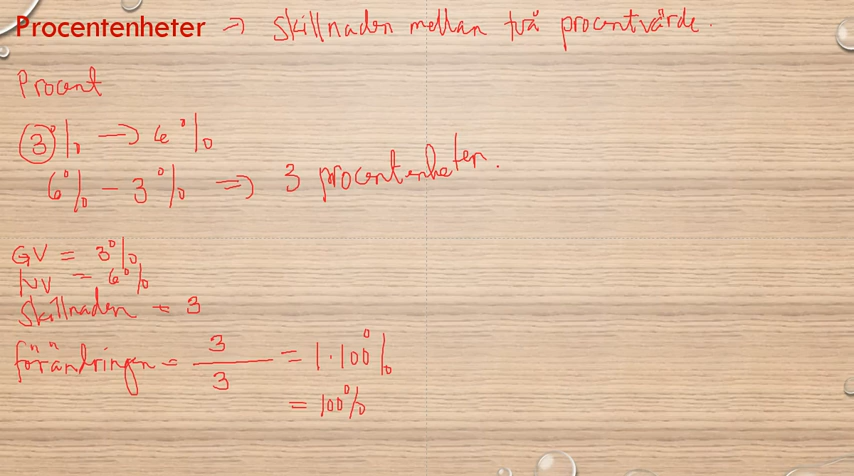 Procentenheter → Skillnaden mellan två procentvärde.
Procent
3% → 6%
6% - 3% ⇒ 3 procentenheten.
GV = 3%
NV = 6%
Skillnaden = 3
förändringen = 3/3 = 1·100%
= 100%